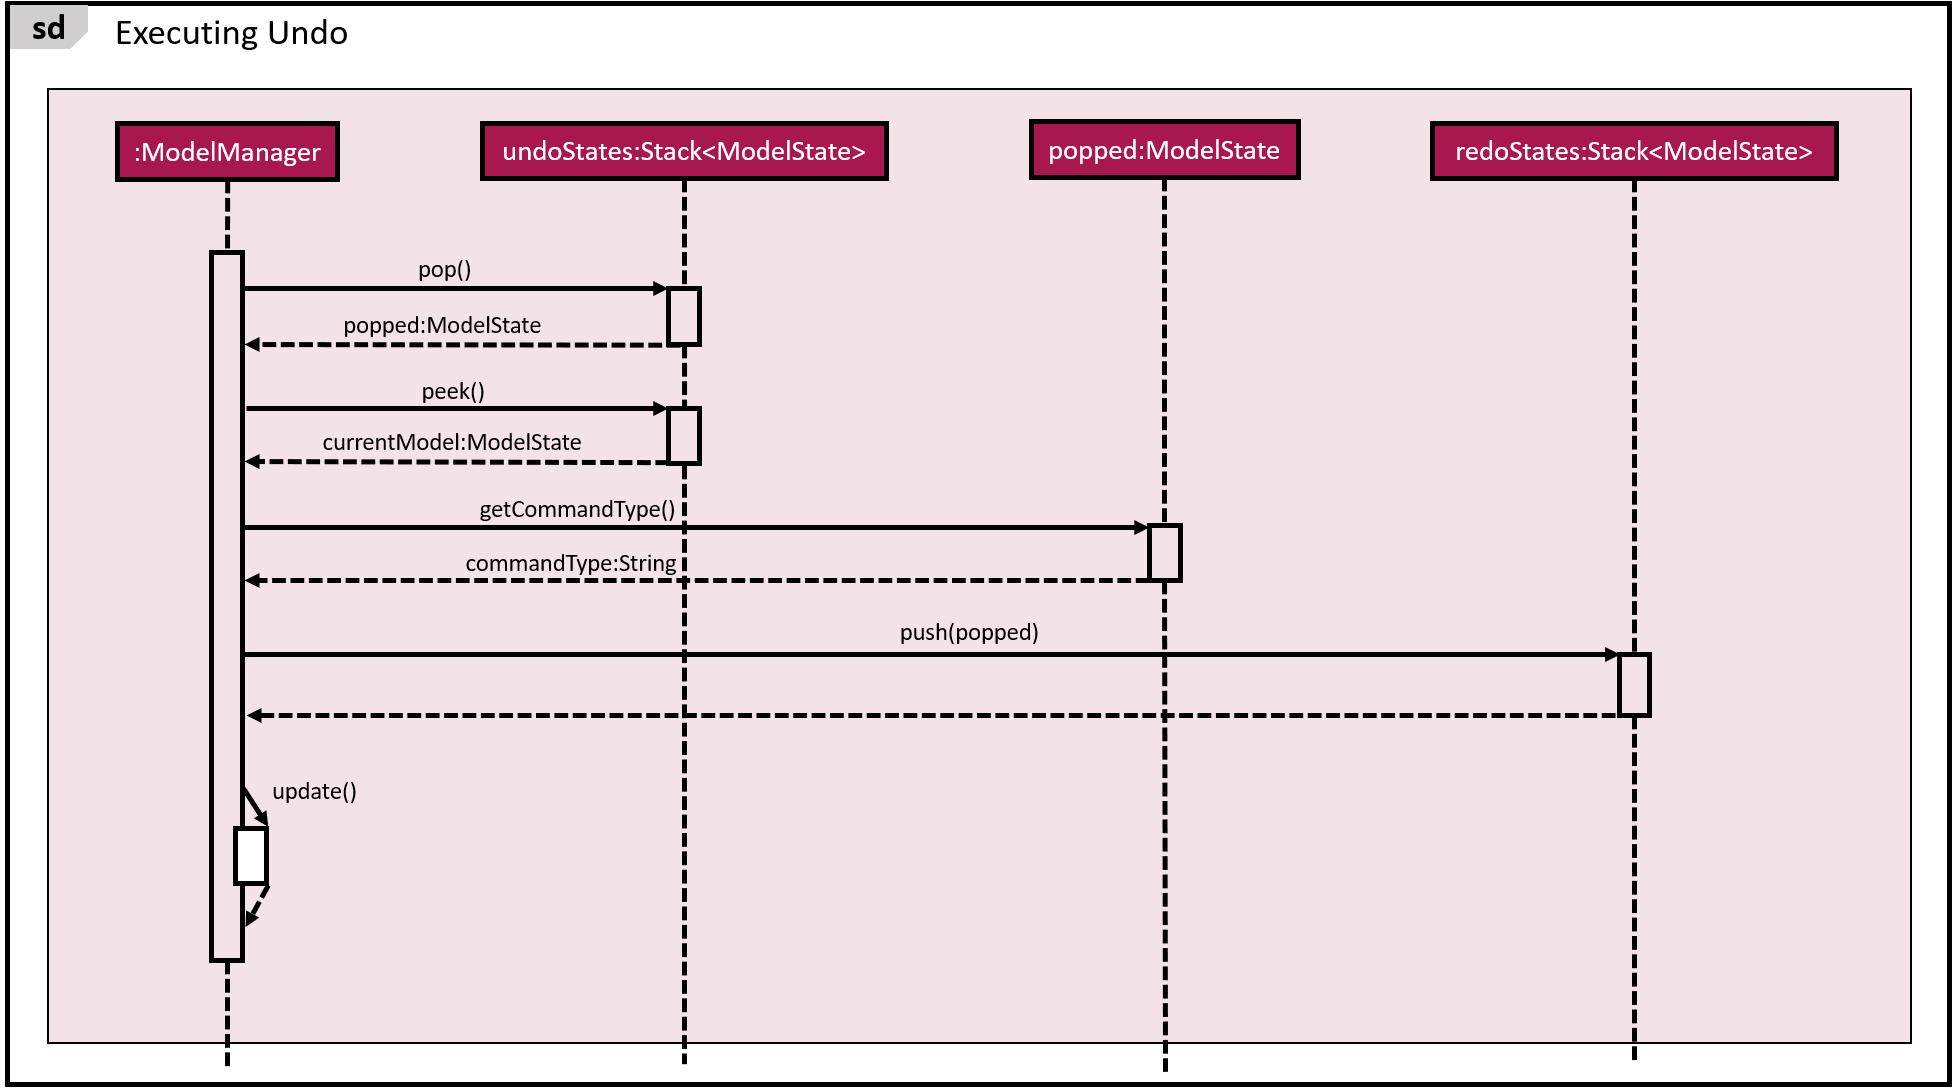 sd
Executing Undo
:ModelManager
undoStates:Stack<ModelState>
popped:ModelState
redoStates:Stack<ModelState>
pop()
popped:ModelState
peek()
currentModel:ModelState
getCommandType()
commandType:String
push(popped)
update()